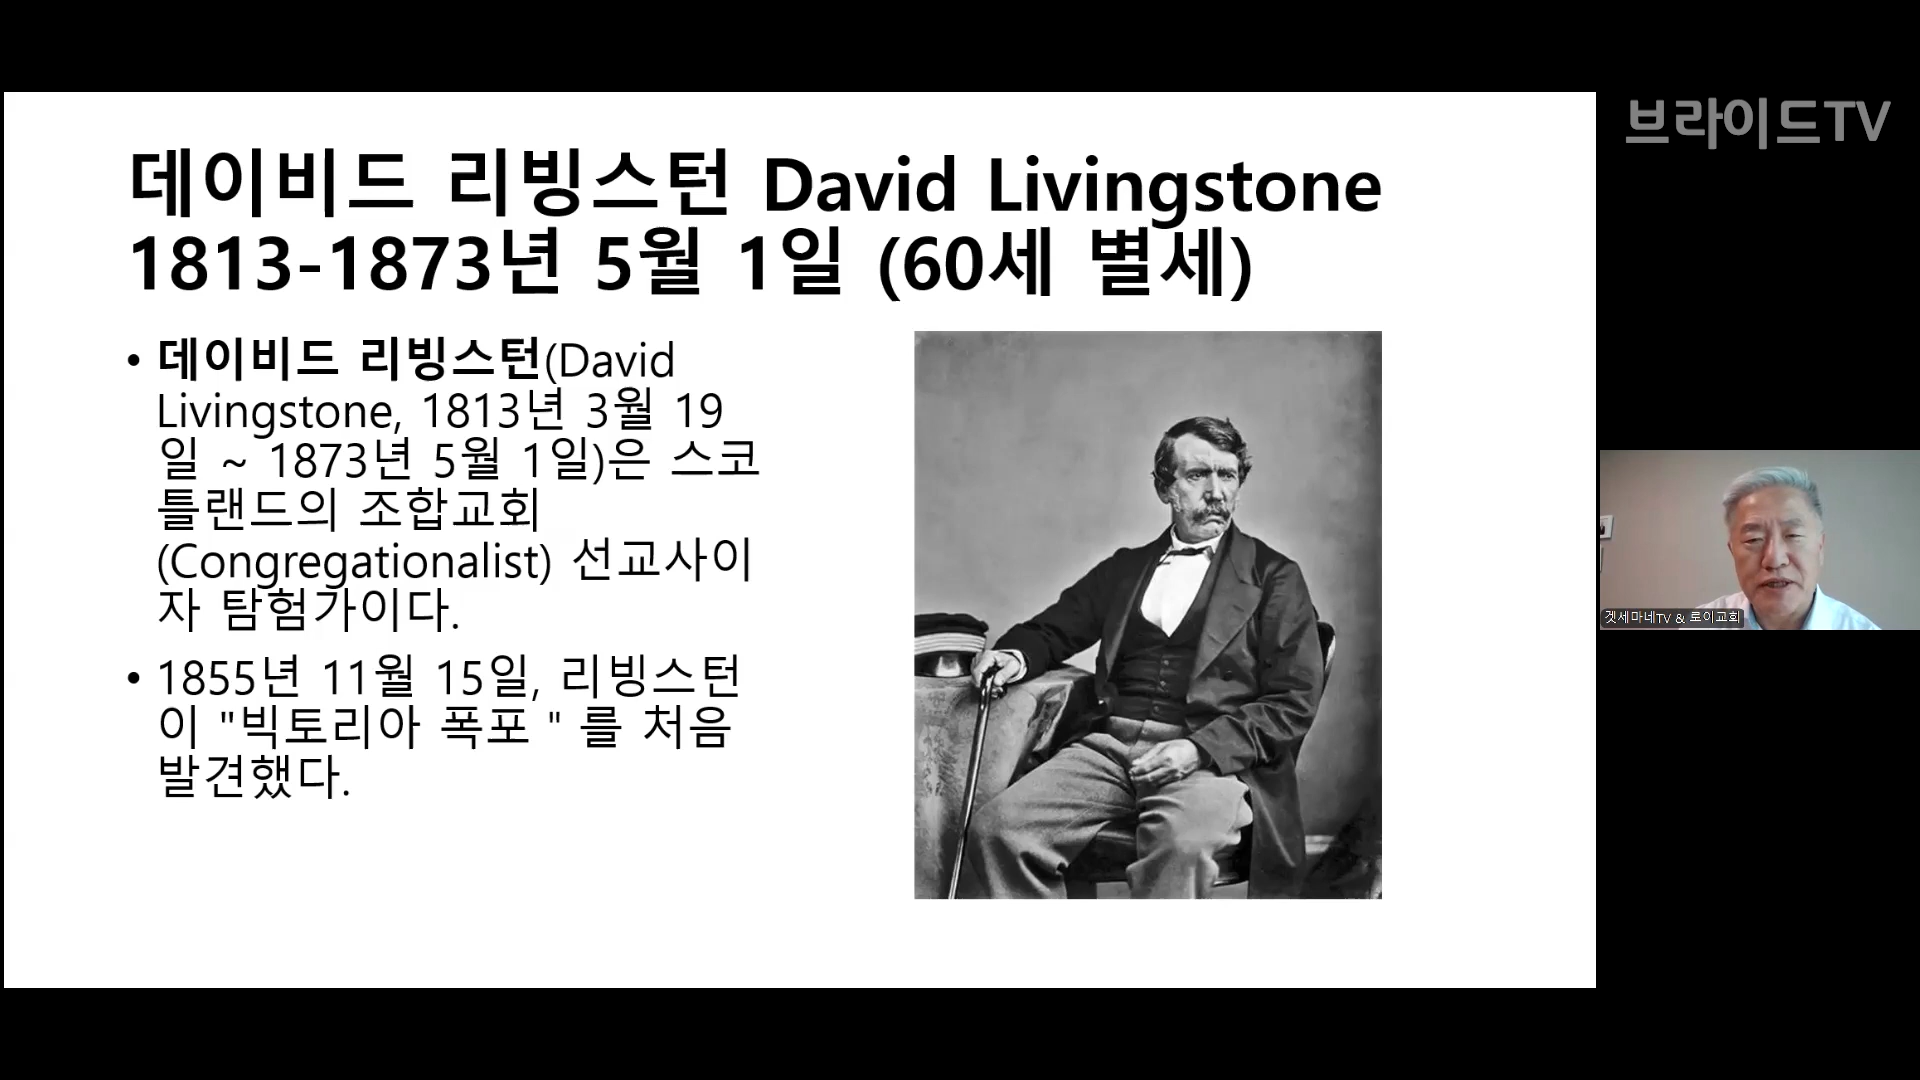 브라이드TV
데이비드 리빙스턴 David Livingstone
1813-1873년 5월 1일 (60세 별세)
• 데이비드 리빙스턴(David
Livingstone, 1813년 3월 19
일 ~ 1873년 5월 1일)은 스코
틀랜드의 조합교회
(Congregationalist) 선교사이
자 탐험가이다.
• 1855년 11월 15일, 리빙스턴
이 "빅토리아 폭포 " 를 처음
발견했다.
겟세마네TV & 로이교회